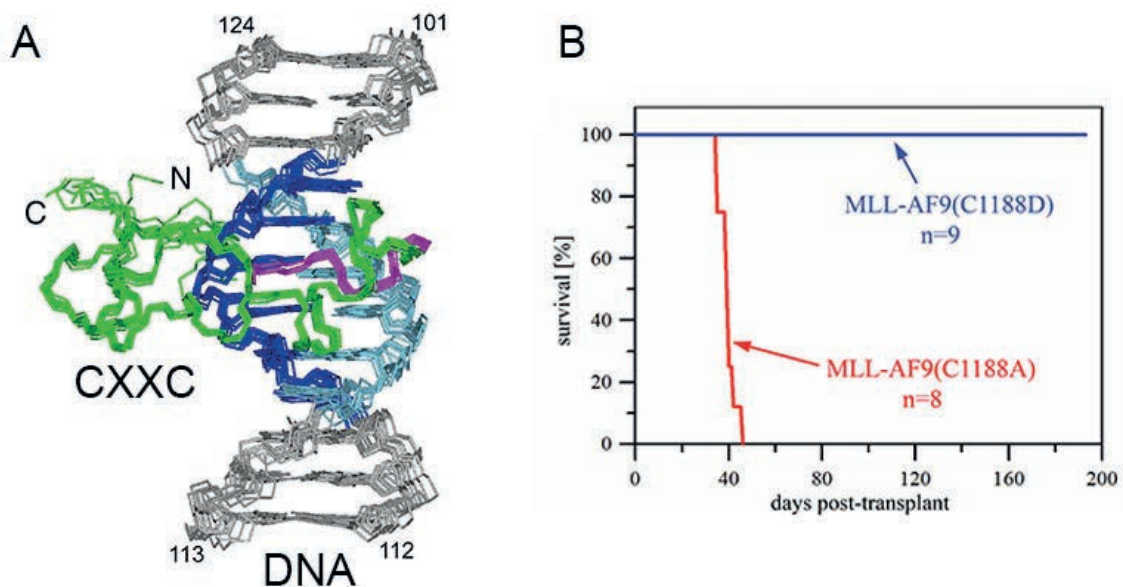 A
124
101
N
C
CXXC
113
112
DNA
B
survival [%]
100
80
60
40
20
0
MLL-AF9(C1188D)
n=9
MLL-AF9(C1188A)
n=8
0
40
80
120
160
200
days post-transplant